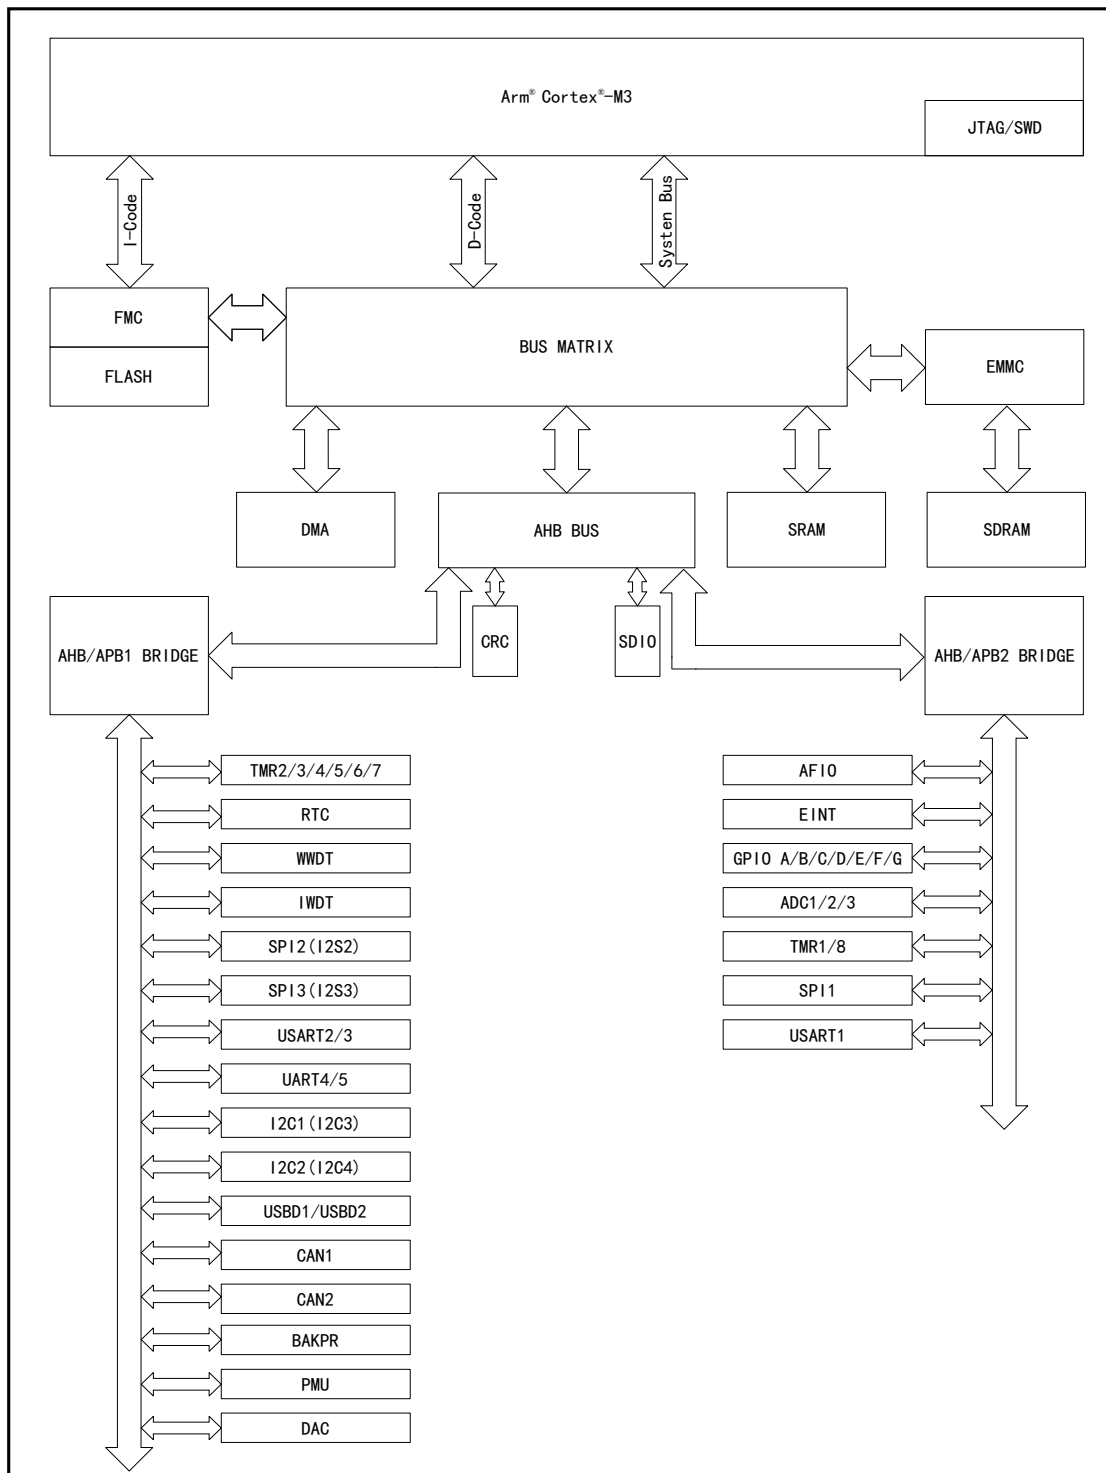 Arm® Cortex®-M3
JTAG/SWD
I-Code
D-Code
Systen Bus
FMC
BUS MATRIX
FLASH
EMMC
DMA
AHB BUS
SRAM
SDRAM
CRC
SDIO
AHB/APB1 BRIDGE
AHB/APB2 BRIDGE
TMR2/3/4/5/6/7
RTC
WWDT
IWDT
SPI2(I2S2)
SPI3(I2S3)
USART2/3
UART4/5
I2C1(I2C3)
I2C2(I2C4)
USBD1/USBD2
CAN1
CAN2
BAKPR
PMU
DAC
AFIO
EINT
GPIO A/B/C/D/E/F/G
ADC1/2/3
TMR1/8
SPI1
USART1